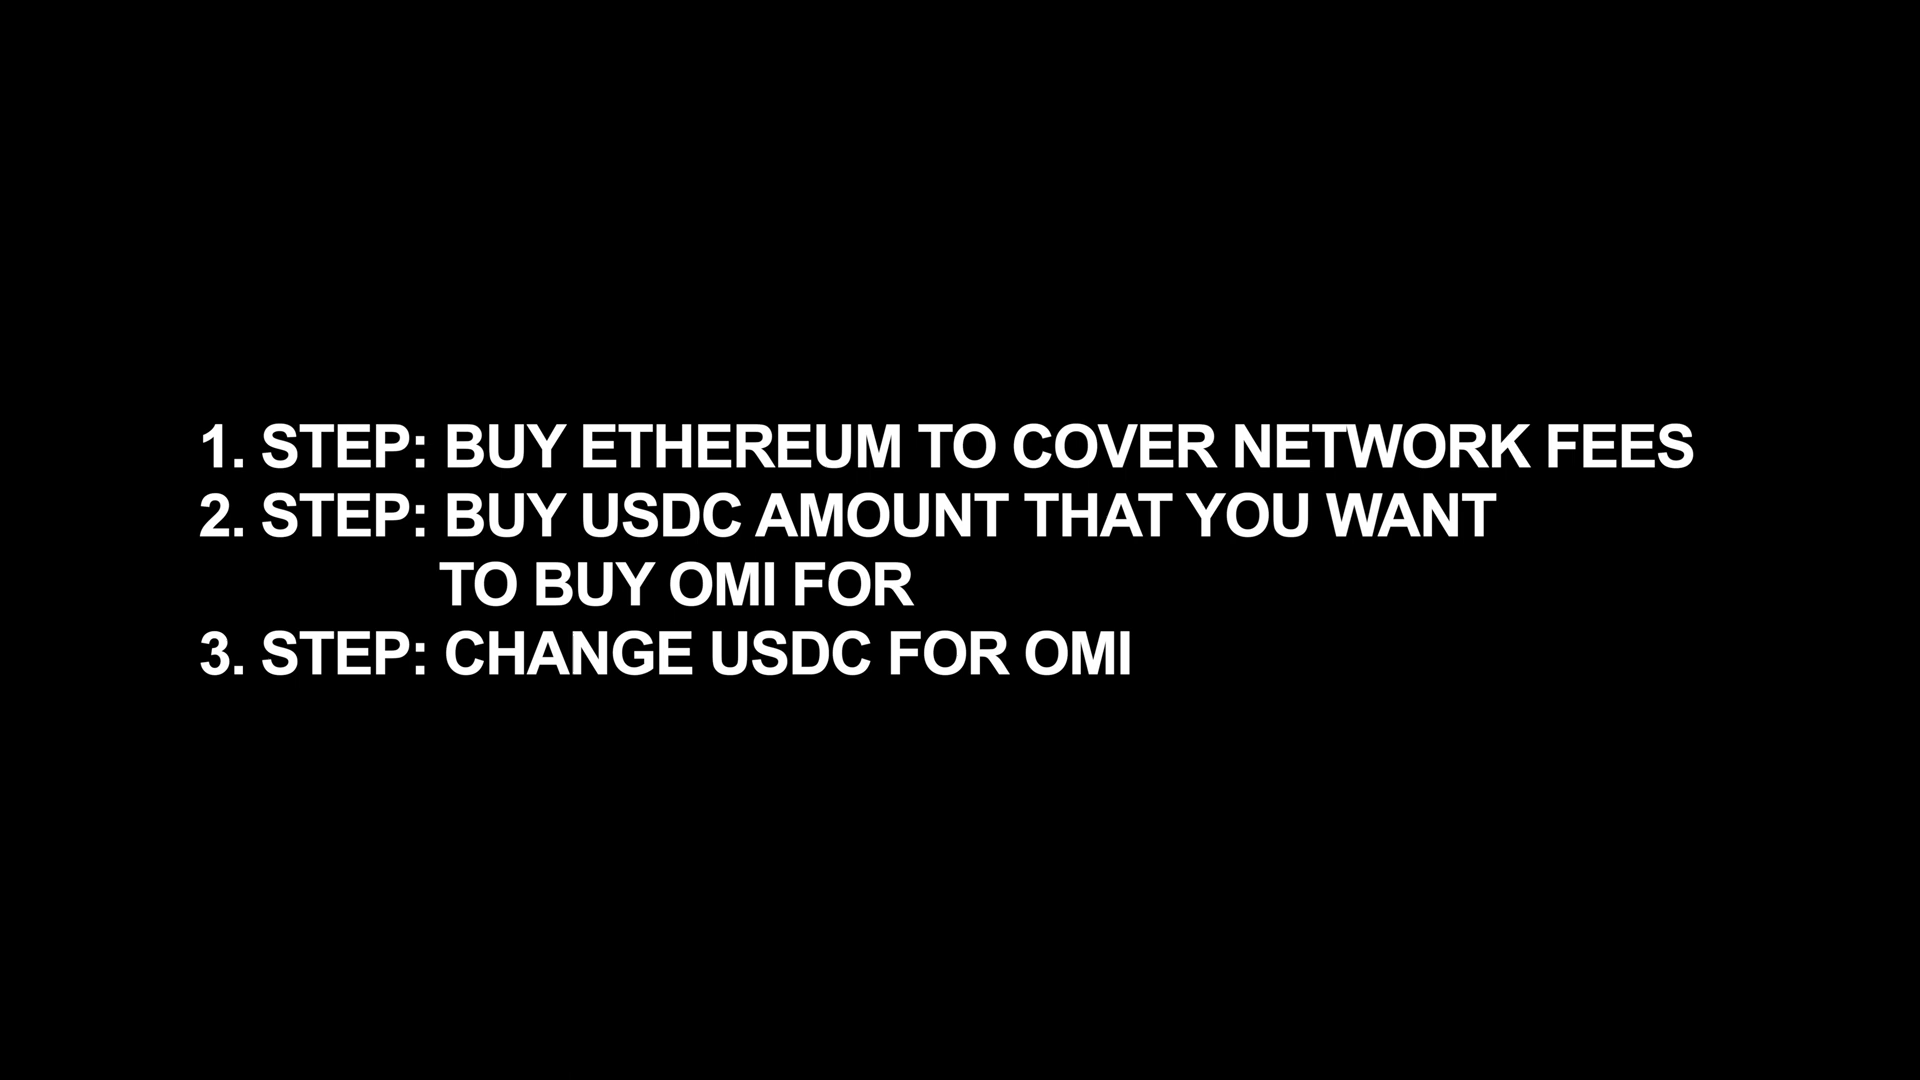 1. STEP: BUY ETHEREUM TO COVER NETWORK FEES
2. STEP: BUY USDC AMOUNT THAT YOU WANT
TO BUY OMI FOR
3. STEP: CHANGE USDC FOR OMI